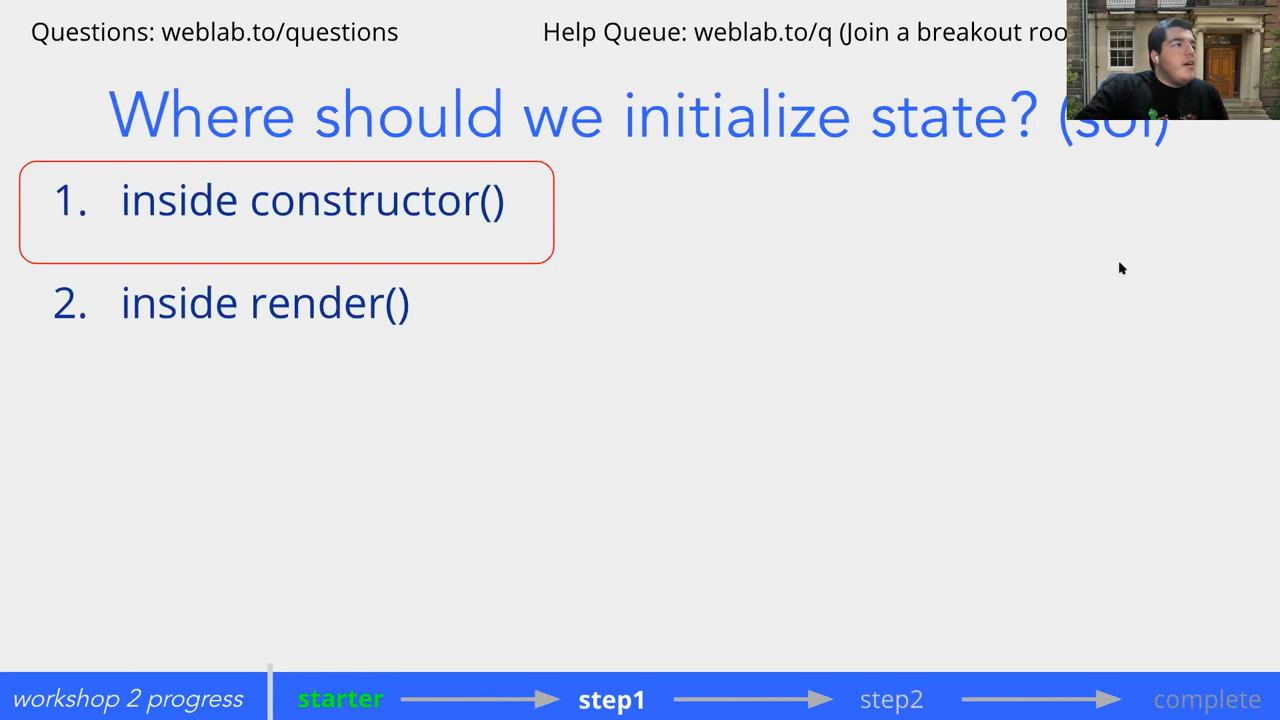 Questions: weblab.to/questions
Help Queue: weblab.to/q (Join a breakout roo
Where should we initialize state? (sol)
1. inside constructor()
2. inside render()
workshop 2 progress
starter
step1
step2
complete